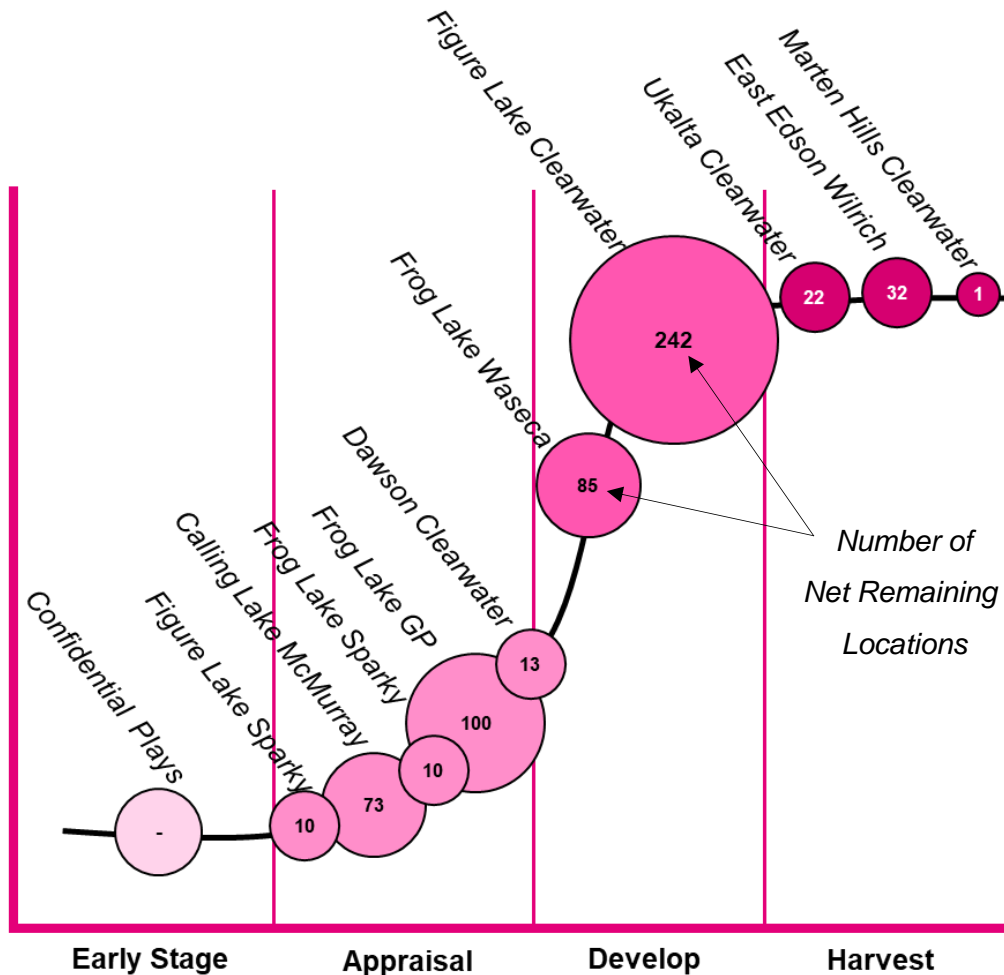 Confidential Plays
-
Figure Lake Sparky
10
Calling Lake McMurray
73
Frog Lake Sparky
10
Frog Lake GP
100
Dawson Clearwater
13
Frog Lake Waseca
85
Figure Lake Clearwater
242
Ukalta Clearwater
22
East Edson Wilrich
32
Marten Hills Clearwater
1
Number of
Net Remaining
Locations
Early Stage
Appraisal
Develop
Harvest